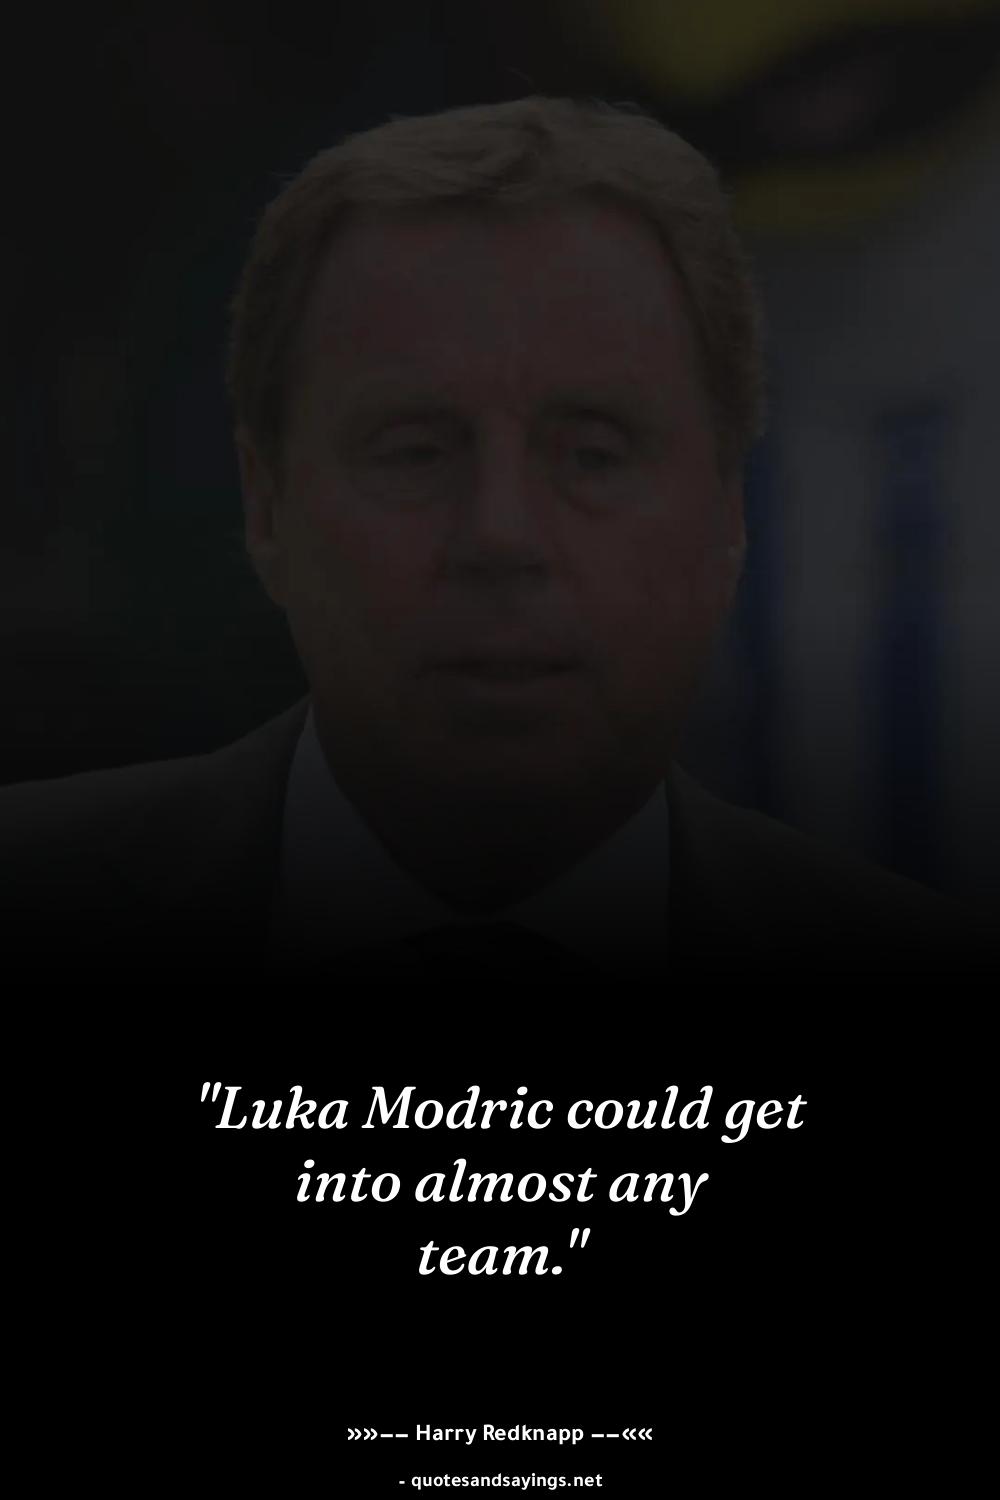 "Luka Modric could get
into almost any
team."
»»—— Harry Redknapp ——««
- quotesandsayings.net